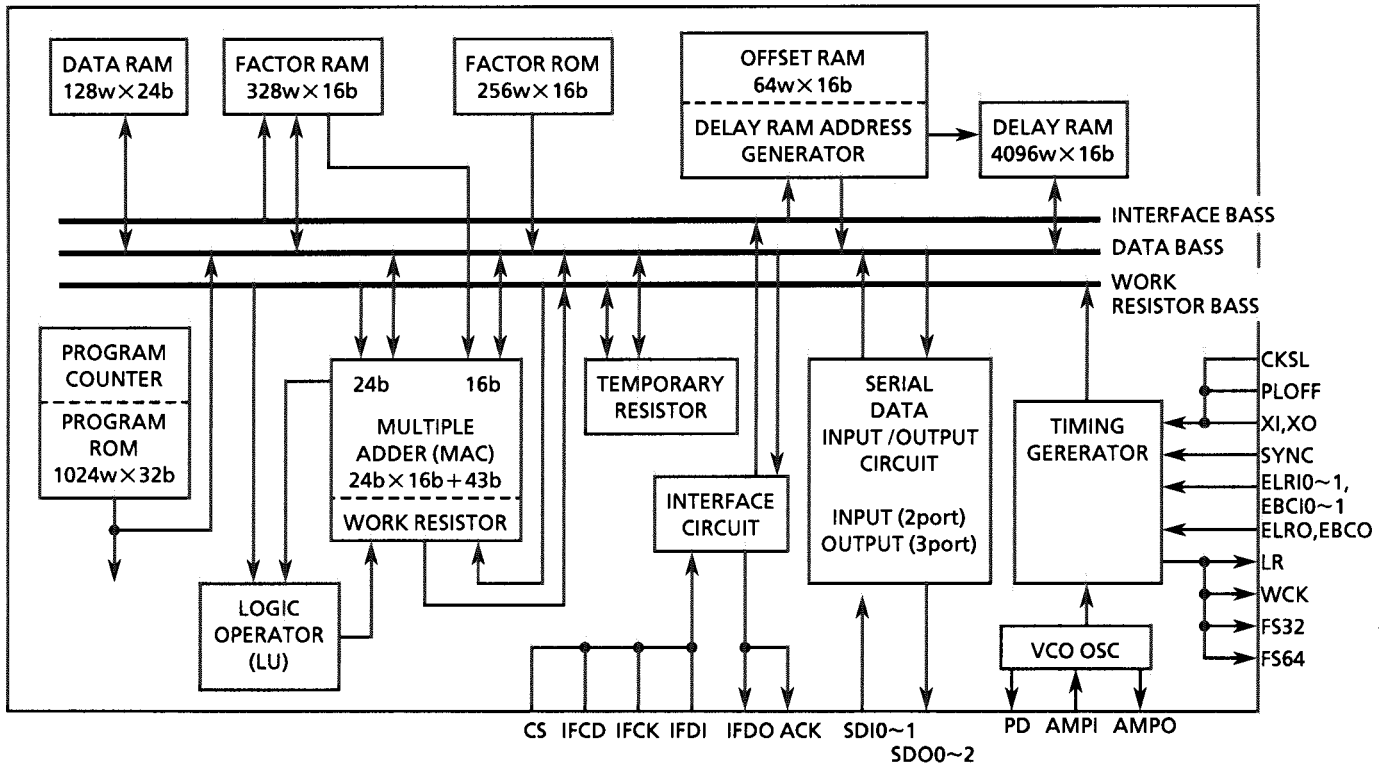 DATA RAM
128w×24b
FACTOR RAM
328w×16b
FACTOR ROM
256w×16b
OFFSET RAM
64w×16b
DELAY RAM ADDRESS
GENERATOR
DELAY RAM
4096w×16b
INTERFACE BASS
DATA BASS
WORK
RESISTOR BASS
PROGRAM
COUNTER
PROGRAM
ROM
1024w×32b
24b 16b
MULTIPLE
ADDER (MAC)
24b×16b+43b
WORK RESISTOR
LOGIC
OPERATOR
(LU)
TEMPORARY
RESISTOR
INTERFACE
CIRCUIT
SERIAL
DATA
INPUT /OUTPUT
CIRCUIT
INPUT (2port)
OUTPUT (3port)
TIMING
GERERATOR
VCO OSC
CKSL
PLOFF
XI,XO
SYNC
ELRI0~1,
EBCI0~1
ELRO,EBCO
LR
WCK
FS32
FS64
CS IFCD IFCK IFDI IFDO ACK SDI0~1
SDO0~2
PD AMPI AMPO